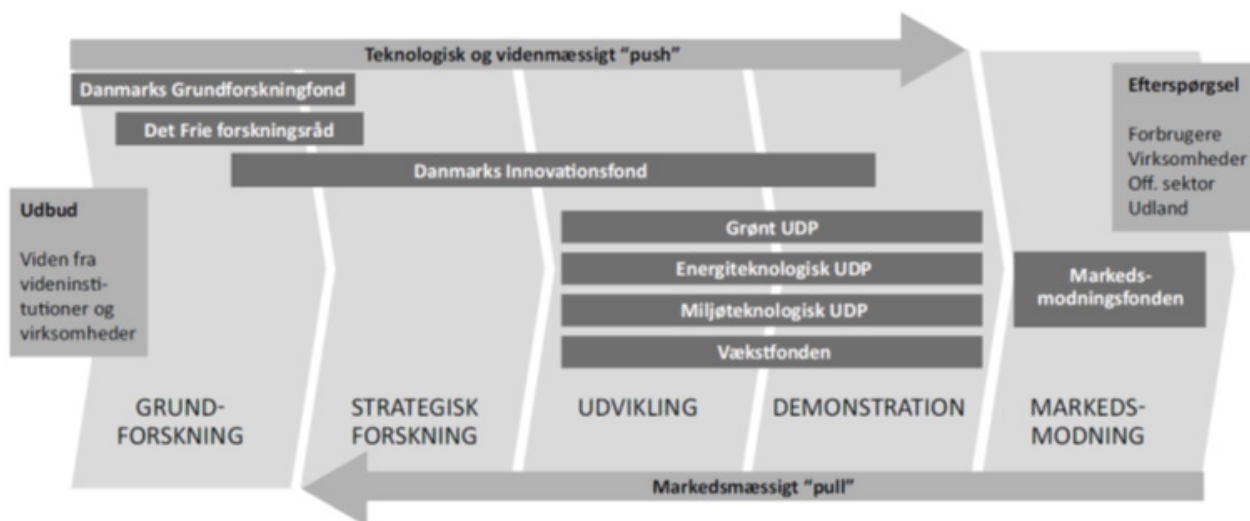 Teknologisk og videnmæssigt “push”
Danmarks Grundforskningfond
Det Frie forskningsråd
Danmarks Innovationsfond
Efterspørgsel
Forbrugere
Virksomheder
Off. sektor
Udland
Udbud
Viden fra
videninsti-
tutioner og
virksomheder
Grønt UDP
Energiteknologisk UDP
Miljøteknologisk UDP
Vækstfonden
Markeds-
modningsfonden
GRUND-
FORSKNING
STRATEGISK
FORSKNING
UDVIKLING
DEMONSTRATION
MARKEDS-
MODNING
Markedsmæssigt “pull”